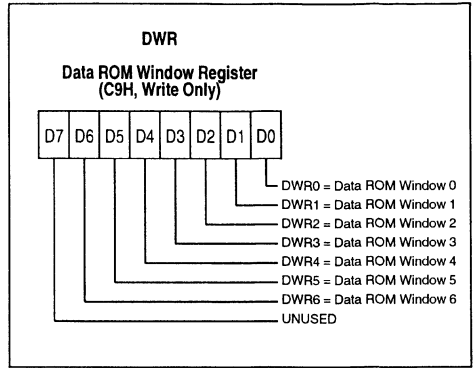 DWR
Data ROM Window Register
(C9H, Write Only)
D7 D6 D5 D4 D3 D2 D1 D0
DWR0 = Data ROM Window 0
DWR1 = Data ROM Window 1
DWR2 = Data ROM Window 2
DWR3 = Data ROM Window 3
DWR4 = Data ROM Window 4
DWR5 = Data ROM Window 5
DWR6 = Data ROM Window 6
UNUSED